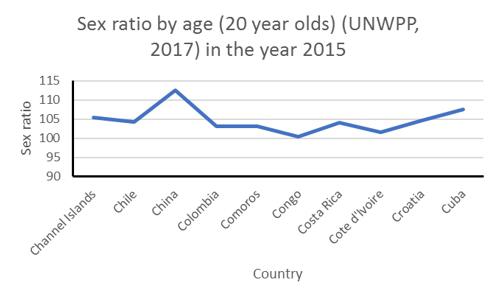 Sex ratio by age (20 year olds) (UNWPP,
2017) in the year 2015
115
110
105
100
95
90
Sex ratio
Channel Islands
Chile
China
Colombia
Comoros
Congo
Costa Rica
Cote d'Ivoire
Croatia
Cuba
Country